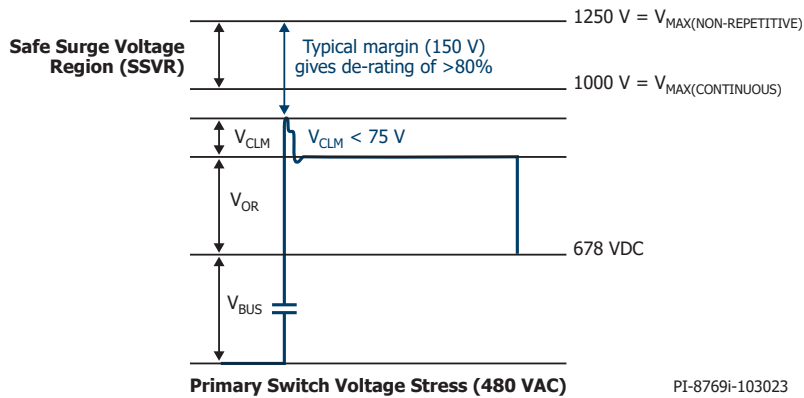 1250 V = VMAX(NON-REPETITIVE)
Safe Surge Voltage
Region (SSVR)
Typical margin (150 V)
gives de-rating of >80%
1000 V = VMAX(CONTINUOUS)
VCLM
VCLM < 75 V
VOR
678 VDC
VBUS
Primary Switch Voltage Stress (480 VAC)
PI-8769i-103023